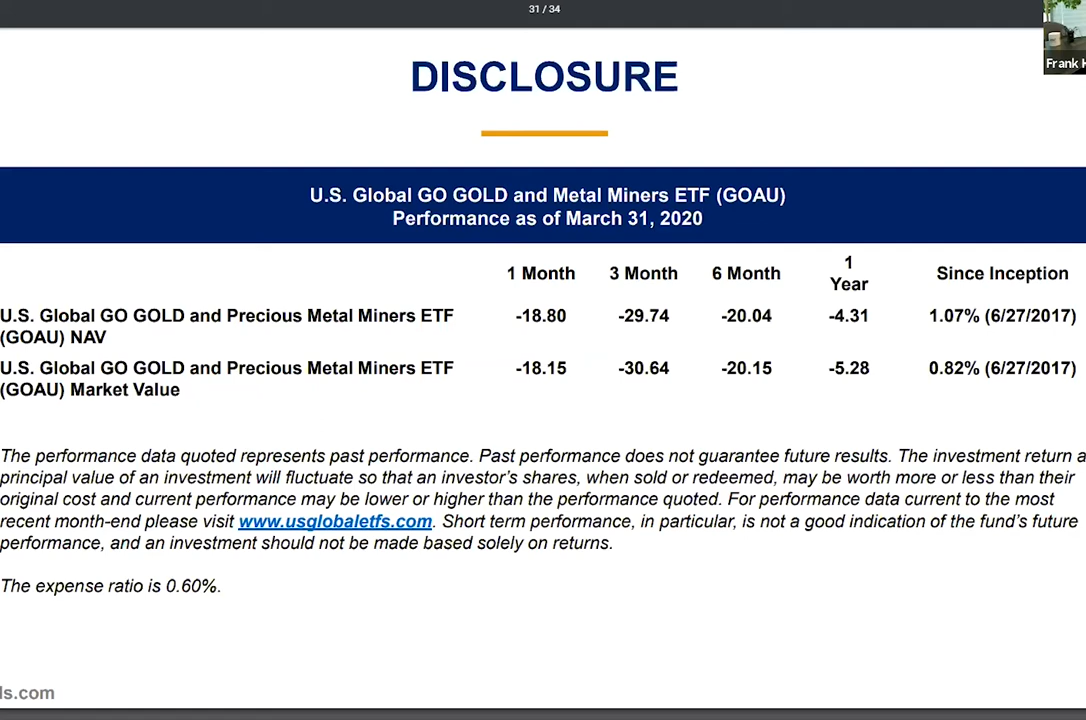 31 / 34
Frank
DISCLOSURE
U.S. Global GO GOLD and Metal Miners ETF (GOAU)
Performance as of March 31, 2020
1 Month 3 Month 6 Month 1 Year Since Inception
U.S. Global GO GOLD and Precious Metal Miners ETF (GOAU) NAV -18.80 -29.74 -20.04 -4.31 1.07% (6/27/2017)
U.S. Global GO GOLD and Precious Metal Miners ETF (GOAU) Market Value -18.15 -30.64 -20.15 -5.28 0.82% (6/27/2017)
The performance data quoted represents past performance. Past performance does not guarantee future results. The investment return a
principal value of an investment will fluctuate so that an investor's shares, when sold or redeemed, may be worth more or less than their
original cost and current performance may be lower or higher than the performance quoted. For performance data current to the most
recent month-end please visit www.usglobaletfs.com. Short term performance, in particular, is not a good indication of the fund's future
performance, and an investment should not be made based solely on returns.
The expense ratio is 0.60%.
ls.com